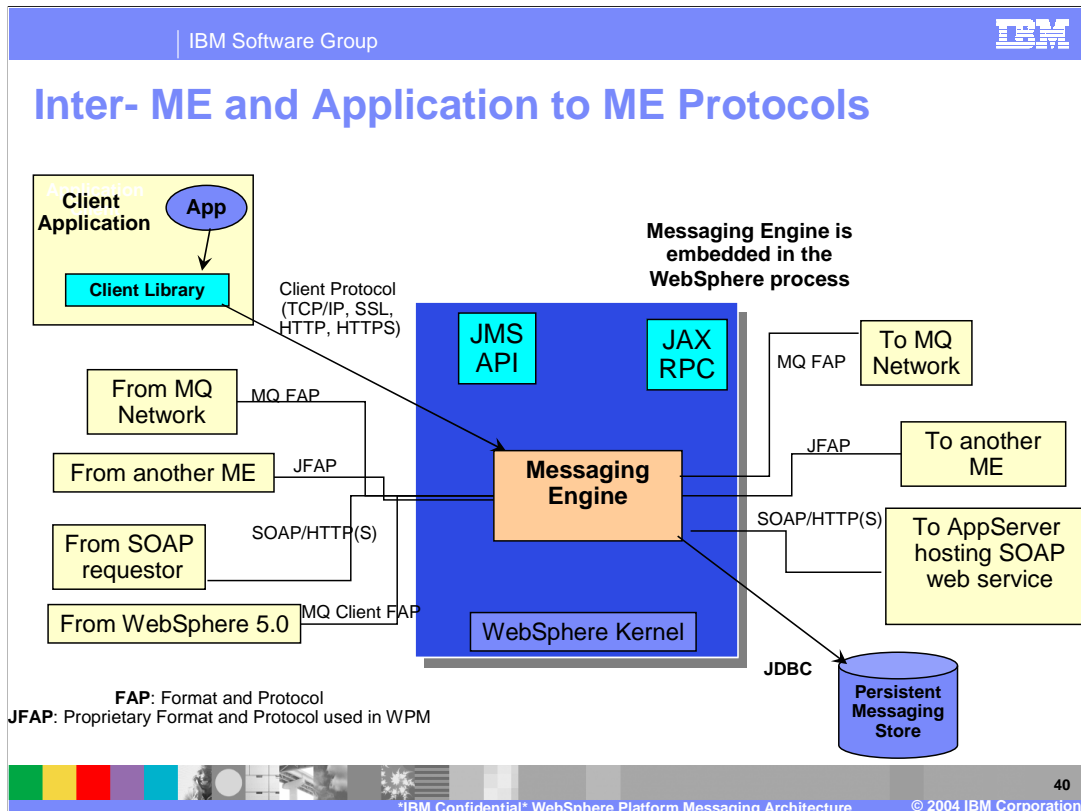 IBM Software Group
IBM
Inter- ME and Application to ME Protocols
Application
Client
Application
App
Client Library
Client Protocol
(TCP/IP, SSL,
HTTP, HTTPS)
Messaging Engine is
embedded in the
WebSphere process
JMS
API
JAX
RPC
MQ FAP
To MQ
Network
From MQ
Network
MQ FAP
From another ME
JFAP
Messaging
Engine
JFAP
To another
ME
From SOAP
requestor
SOAP/HTTP(S)
SOAP/HTTP(S)
To AppServer
hosting SOAP
web service
From WebSphere 5.0
MQ Client FAP
WebSphere Kernel
JDBC
Persistent
Messaging
Store
FAP: Format and Protocol
JFAP: Proprietary Format and Protocol used in WPM
40
*IBM Confidential* WebSphere Platform Messaging Architecture
© 2004 IBM Corporation